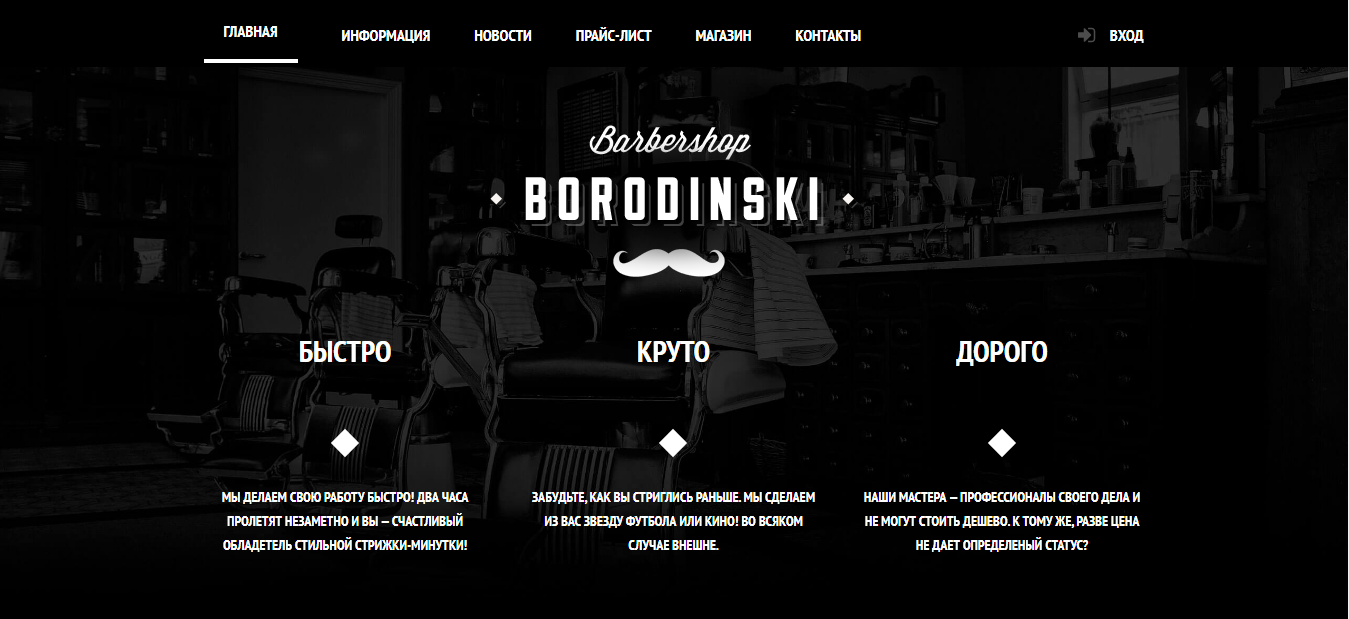 ГЛАВНАЯ ИНФОРМАЦИЯ НОВОСТИ ПРАЙС-ЛИСТ МАГАЗИН КОНТАКТЫ ВХОД
Barbershop
BORODINSKI
БЫСТРО
МЫ ДЕЛАЕМ СВОЮ РАБОТУ БЫСТРО! ДВА ЧАСА
ПРОЛЕТЯТ НЕЗАМЕТНО И ВЫ — СЧАСТЛИВЫЙ
ОБЛАДЕТЕЛЬ СТИЛЬНОЙ СТРИЖКИ-МИНУТКИ!
КРУТО
ЗАБУДЬТЕ, КАК ВЫ СТРИГЛИСЬ РАНЬШЕ. МЫ СДЕЛАЕМ
ИЗ ВАС ЗВЕЗДУ ФУТБОЛА ИЛИ КИНО! ВО ВСЯКОМ
СЛУЧАЕ ВНЕШНЕ.
ДОРОГО
НАШИ МАСТЕРА — ПРОФЕССИОНАЛЫ СВОЕГО ДЕЛА И
НЕ МОГУТ СТОИТЬ ДЕШЕВО. К ТОМУ ЖЕ, РАЗВЕ ЦЕНА
НЕ ДАЕТ ОПРЕДЕЛЕНЫЙ СТАТУС?